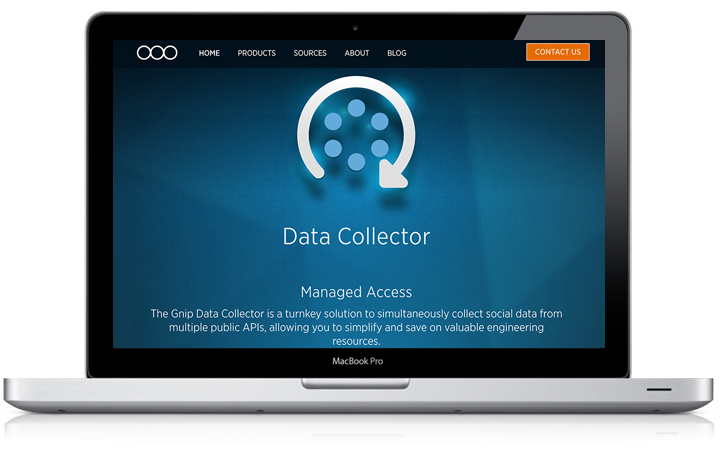 HOME PRODUCTS SOURCES ABOUT BLOG CONTACT US
Data Collector
Managed Access
The Gnip Data Collector is a turnkey solution to simultaneously collect social data from
multiple public APIs, allowing you to simplify and save on valuable engineering
resources.
MacBook Pro